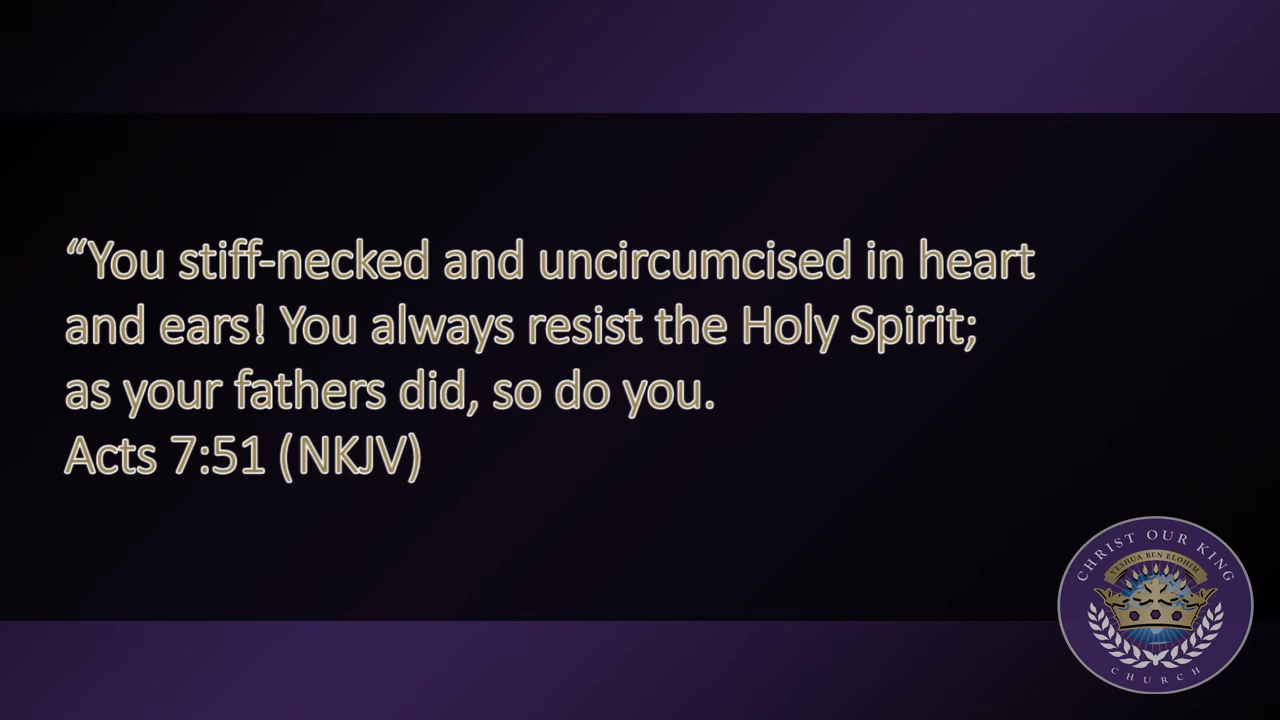 “You stiff-necked and uncircumcised in heart
and ears! You always resist the Holy Spirit;
as your fathers did, so do you.
Acts 7:51 (NKJV)
CHRIST OUR KING
YESHUA BEN ELOHIM
CHURCH